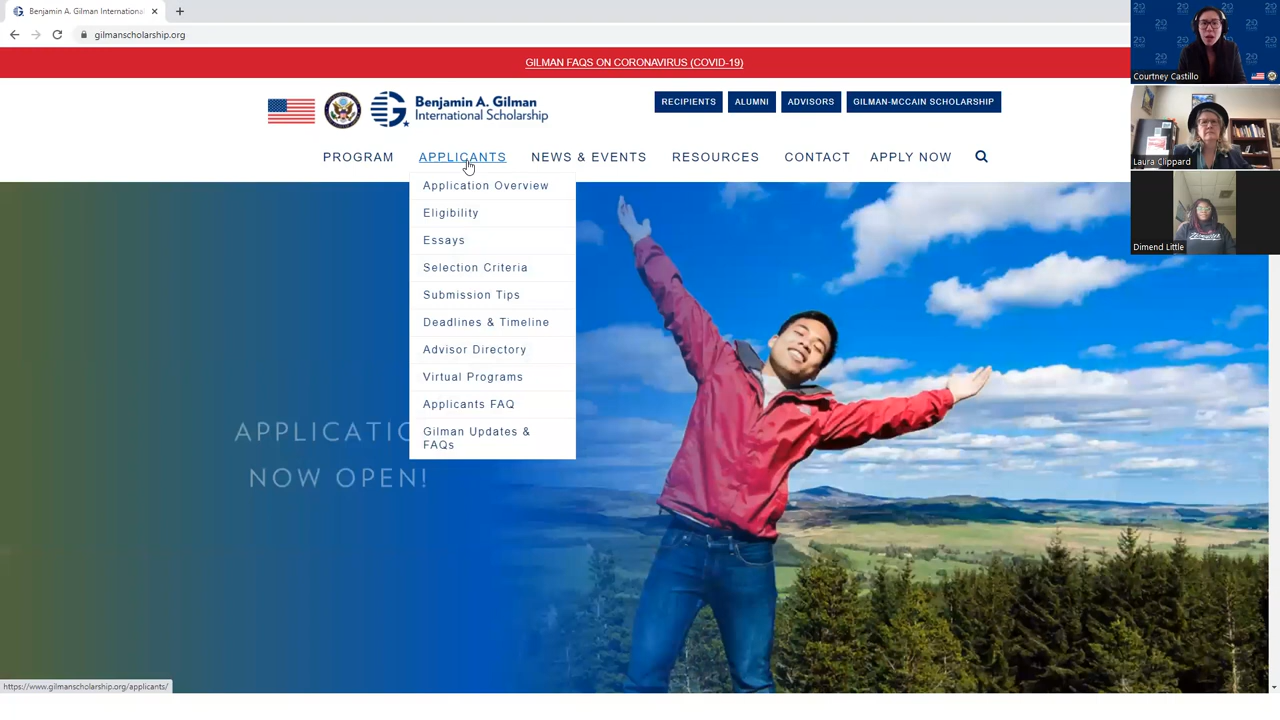 Benjamin A. Gilman Internationa
gilmanscholarship.org
GILMAN FAQS ON CORONAVIRUS (COVID-19)
Benjamin A. Gilman
International Scholarship
RECIPIENTS
ALUMNI
ADVISORS
GILMAN-MCCAIN SCHOLARSHIP
PROGRAM
APPLICANTS
NEWS & EVENTS
RESOURCES
CONTACT
APPLY NOW
Application Overview
Eligibility
Essays
Selection Criteria
Submission Tips
Deadlines & Timeline
Advisor Directory
Virtual Programs
Applicants FAQ
Gilman Updates &
FAQs
APPLICATIO
NOW OPEN!
Courtney Castillo
Laura Clippard
Dimend Little
https://www.gilmanscholarship.org/applicants/